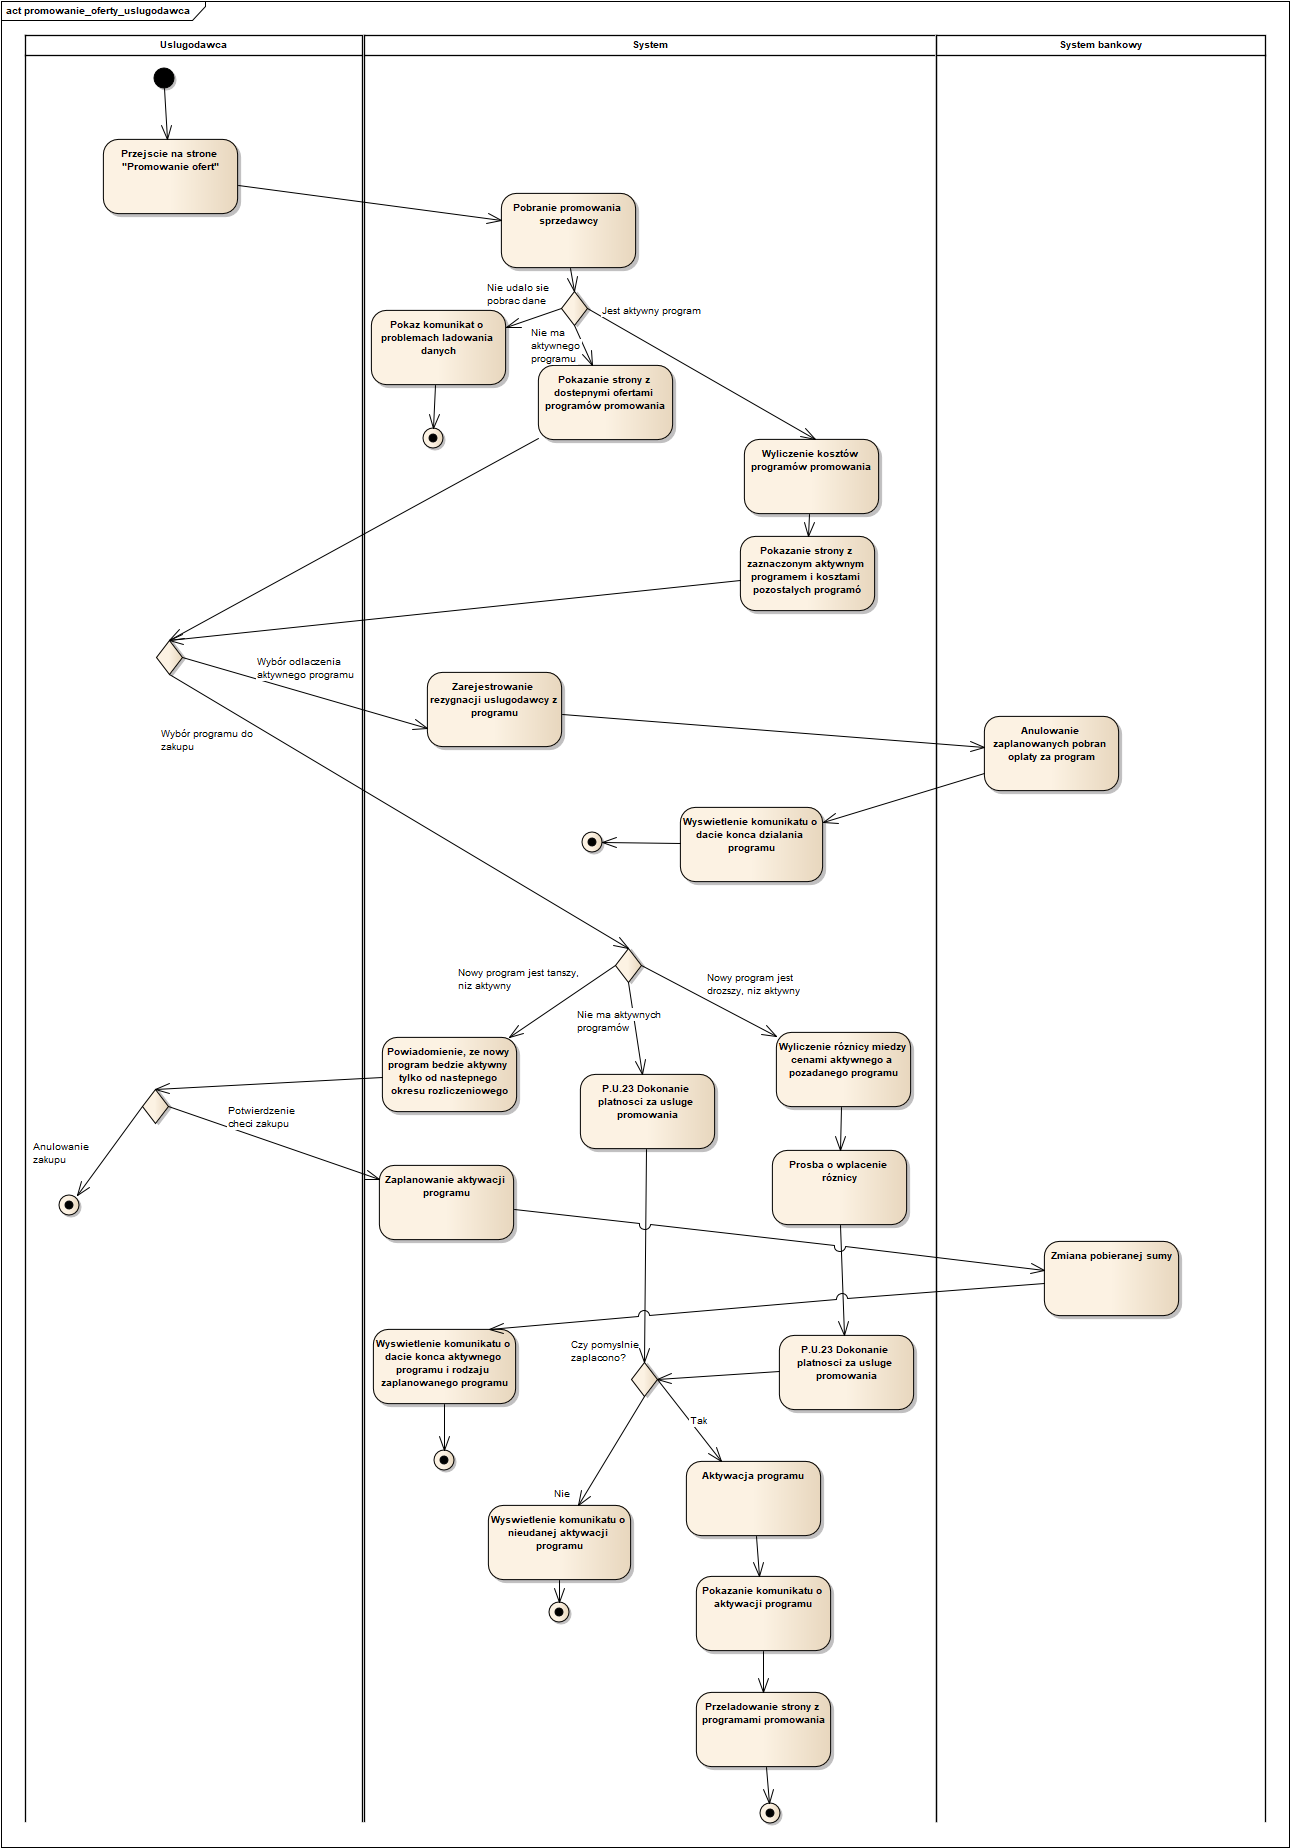 act promowanie_oferty_uslugodawca
Uslugodawca
System
System bankowy
Przejscie na strone
"Promowanie ofert"
Pobranie promowania
sprzedawcy
Nie udalo sie
pobrac dane
Jest aktywny program
Pokaz komunikat o
problemach ladowania
danych
Nie ma
aktywnego
programu
Pokazanie strony z
dostepnymi ofertami
programów promowania
Wyliczenie kosztów
programów promowania
Pokazanie strony z
zaznaczonym aktywnym
programem i kosztami
pozostalych programó
Wybór odlaczenia
aktywnego programu
Zarejestrowanie
rezygnacji uslugodawcy z
programu
Wybór programu do
zakupu
Anulowanie
zaplanowanych pobran
oplaty za program
Wyswietlenie komunikatu o
dacie konca dzialania
programu
Nowy program jest tanszy,
niz aktywny
Nowy program jest
drozszy, niz aktywny
Nie ma aktywnych
programów
Powiadomienie, ze nowy
program bedzie aktywny
tylko od nastepnego
okresu rozliczeniowego
Wyliczenie róznicy miedzy
cenami aktywnego a
pozadanego programu
P.U.23 Dokonanie
platnosci za usluge
promowania
Potwierdzenie
checi zakupu
Anulowanie
zakupu
Zaplanowanie aktywacji
programu
Prosba o wplacenie
róznicy
Zmiana pobieranej sumy
Wyswietlenie komunikatu o
dacie konca aktywnego
programu i rodzaju
zaplanowanego programu
Czy pomyslnie
zaplacono?
P.U.23 Dokonanie
platnosci za usluge
promowania
Tak
Aktywacja programu
Nie
Wyswietlenie komunikatu o
nieudanej aktywacji
programu
Pokazanie komunikatu o
aktywacji programu
Przeladowanie strony z
programami promowania